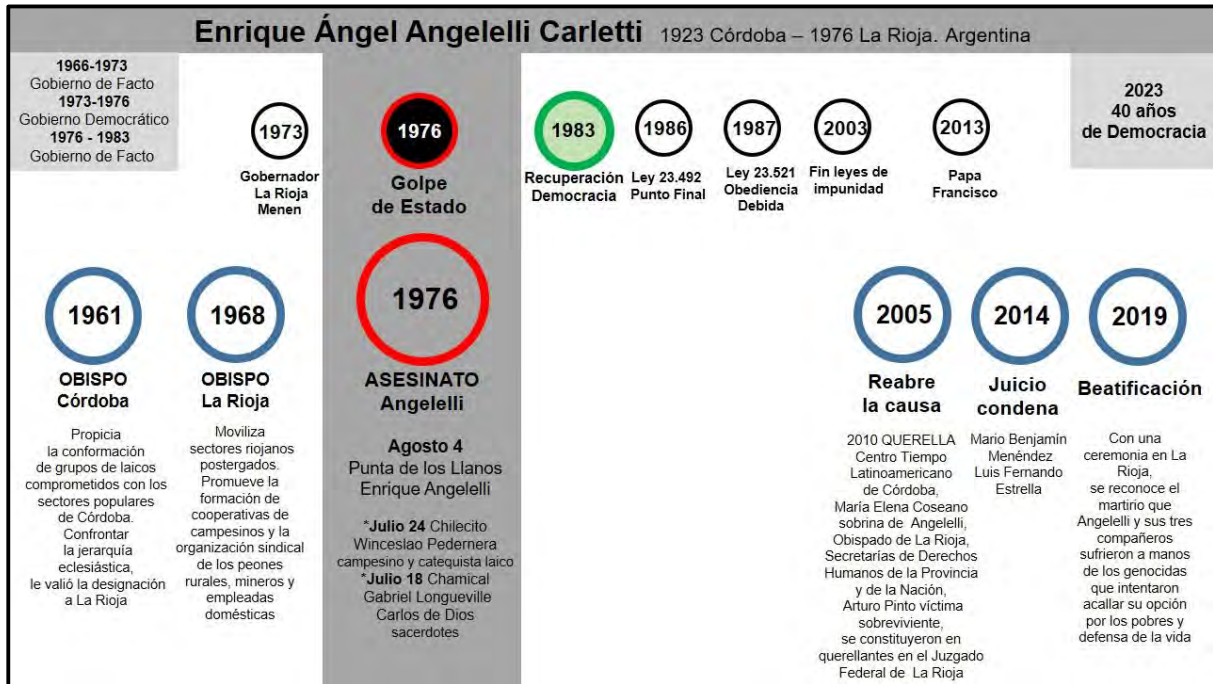 Enrique Ángel Angelelli Carletti 1923 Córdoba – 1976 La Rioja. Argentina
1966-1973
Gobierno de Facto
1973-1976
Gobierno Democrático
1976 - 1983
Gobierno de Facto
1973
Gobernador
La Rioja
Menen
1976
Golpe
de Estado
1983
Recuperación
Democracia
1986
Ley 23.492
Punto Final
1987
Ley 23.521
Obediencia
Debida
2003
Fin leyes de
impunidad
2013
Papa
Francisco
2023
40 años
de Democracia
1961
OBISPO
Córdoba
Propicia
la conformación
de grupos de laicos
comprometidos con los
sectores populares
de Córdoba.
Confrontar
la jerarquía
eclesiástica,
le valió la designación
a La Rioja
1968
OBISPO
La Rioja
Moviliza
sectores riojanos
postergados.
Promueve la
formación de
cooperativas de
campesinos y la
organización sindical
de los peones
rurales, mineros y
empleadas
domésticas
1976
ASESINATO
Angelelli
Agosto 4
Punta de los Llanos
Enrique Angelelli
*Julio 24 Chilecito
Winceslao Pedernera
campesino y catequista laico
*Julio 18 Chamical
Gabriel Longueville
Carlos de Dios
sacerdotes
2005
Reabre
la causa
2010 QUERELLA
Centro Tiempo
Latinoamericano
de Córdoba,
María Elena Coseano
sobrina de Angelelli,
Obispado de La Rioja,
Secretarías de Derechos
Humanos de la Provincia
y de la Nación,
Arturo Pinto víctima
sobreviviente,
se constituyeron en
querellantes en el Juzgado
Federal de La Rioja
2014
Juicio
condena
Mario Benjamín
Menéndez
Luis Fernando
Estrella
2019
Beatificación
Con una
ceremonia en La
Rioja,
se reconoce el
martirio que
Angelelli y sus tres
compañeros
sufrieron a manos
de los genocidas
que intentaron
acallar su opción
por los pobres y
defensa de la vida